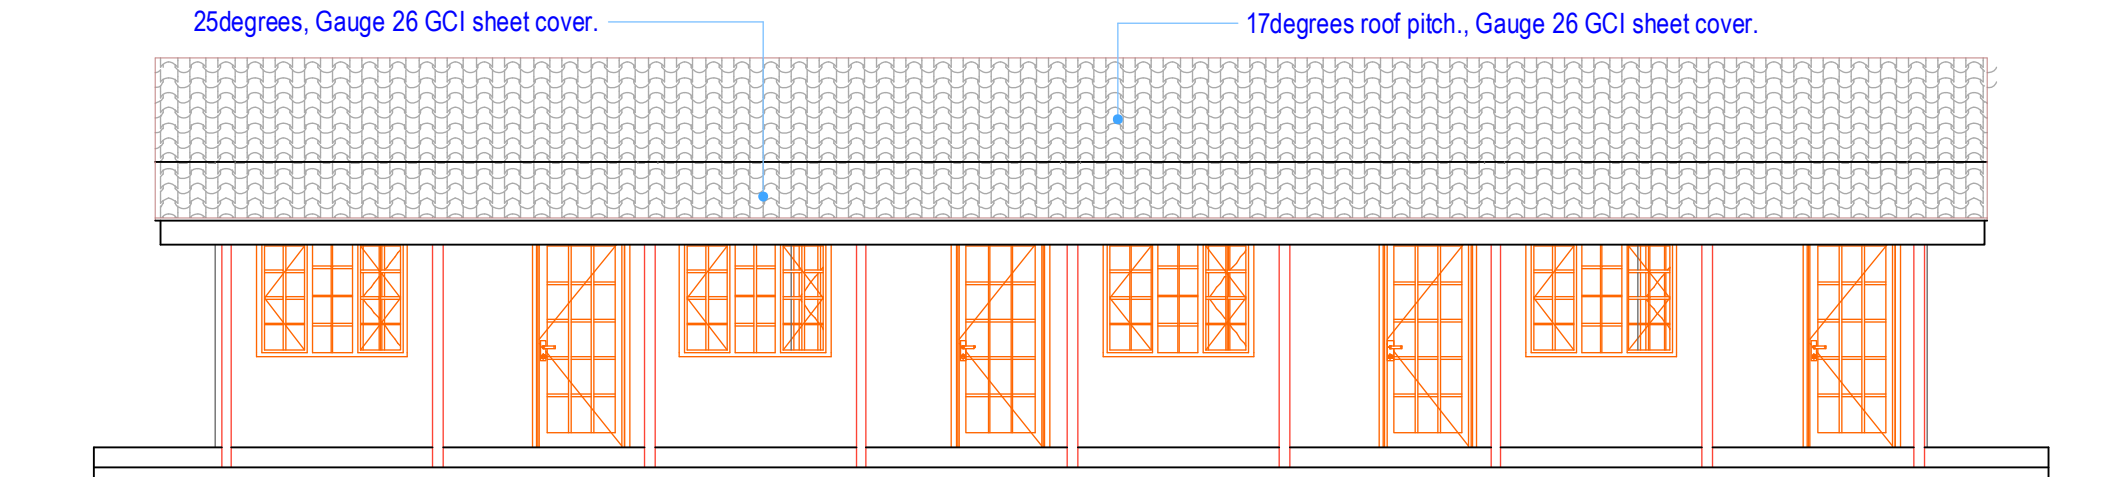 25degrees, Gauge 26 GCI sheet cover.
17degrees roof pitch., Gauge 26 GCI sheet cover.